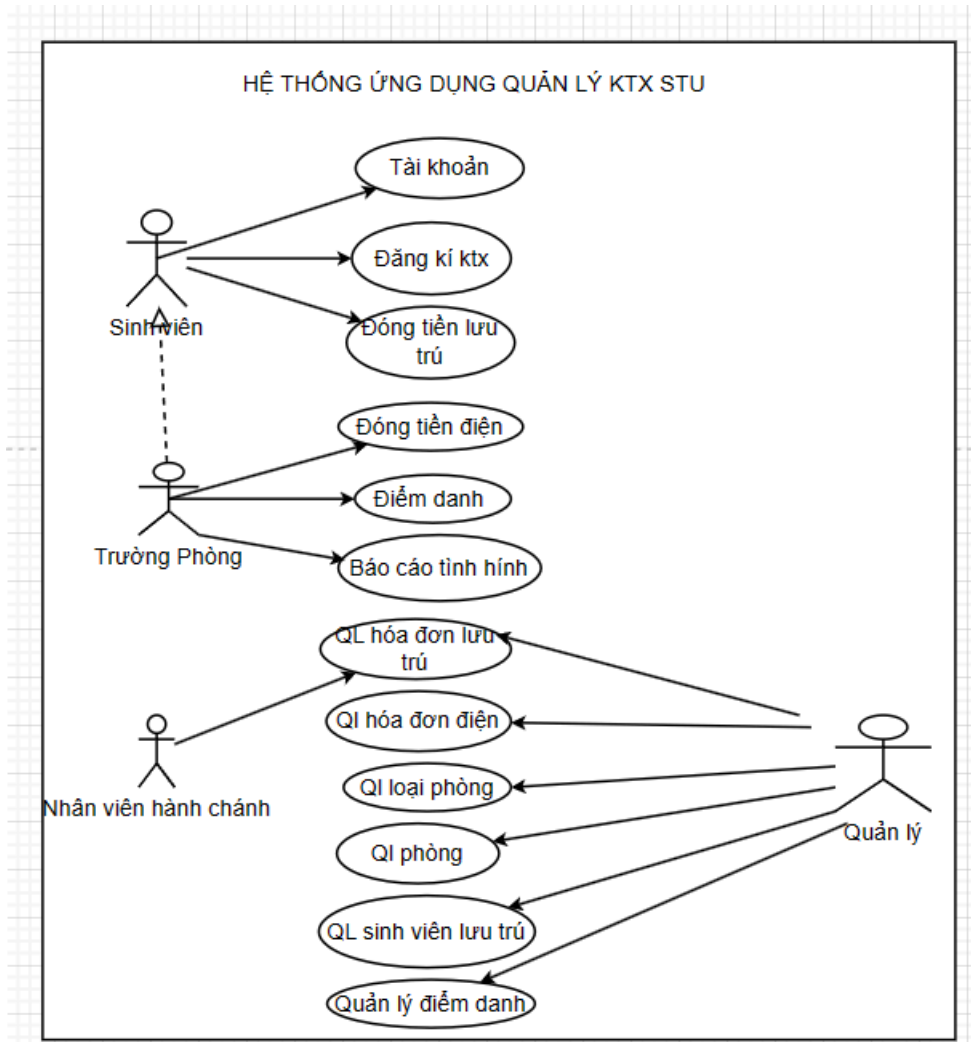 HỆ THỐNG ỨNG DỤNG QUẢN LÝ KTX STU
Tài khoản
Đăng kí ktx
Sinh viên
Đóng tiền lưu
trú
Đóng tiền điện
Điểm danh
Trường Phòng
Báo cáo tình hính
QL hóa đơn lưu
trú
Ql hóa đơn điện
Ql loại phòng
Nhân viên hành chánh
Quản lý
Ql phòng
QL sinh viên lưu trú
Quản lý điểm danh